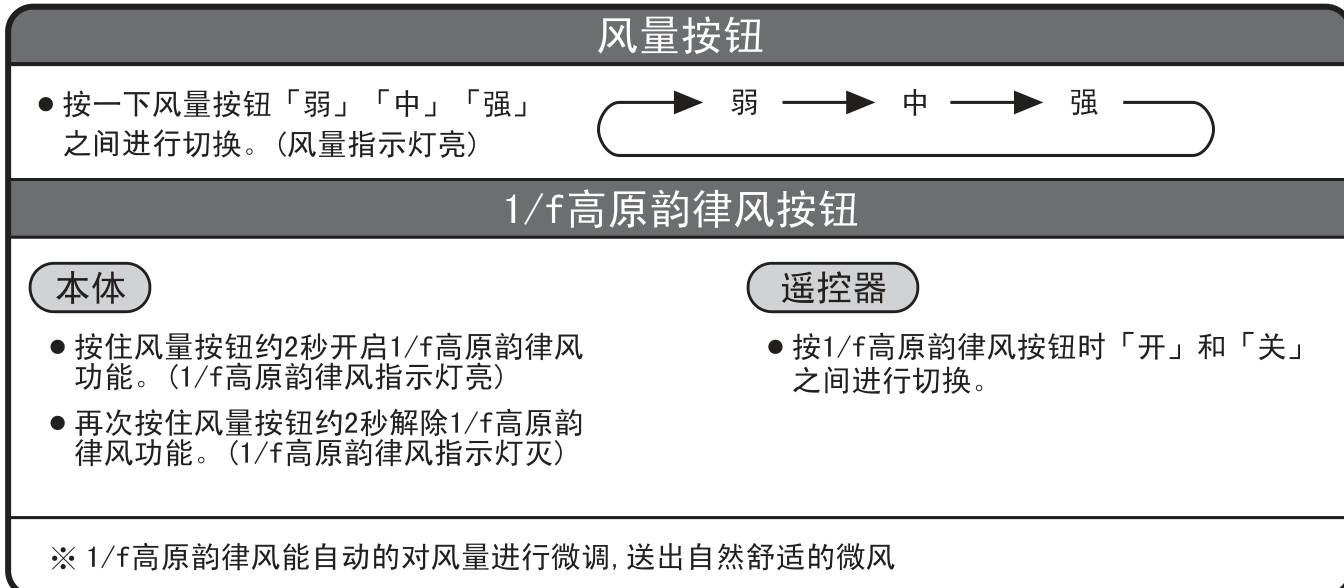 风量按钮
● 按一下风量按钮「弱」「中」「强」
之间进行切换。(风量指示灯亮)
弱 中 强
1/f高原韵律风按钮
本体
● 按住风量按钮约2秒开启1/f高原韵律风
功能。(1/f高原韵律风指示灯亮)
● 再次按住风量按钮约2秒解除1/f高原韵
律风功能。(1/f高原韵律风指示灯灭)
遥控器
● 按1/f高原韵律风按钮时「开」和「关」
之间进行切换。
※ 1/f高原韵律风能自动的对风量进行微调,送出自然舒适的微风